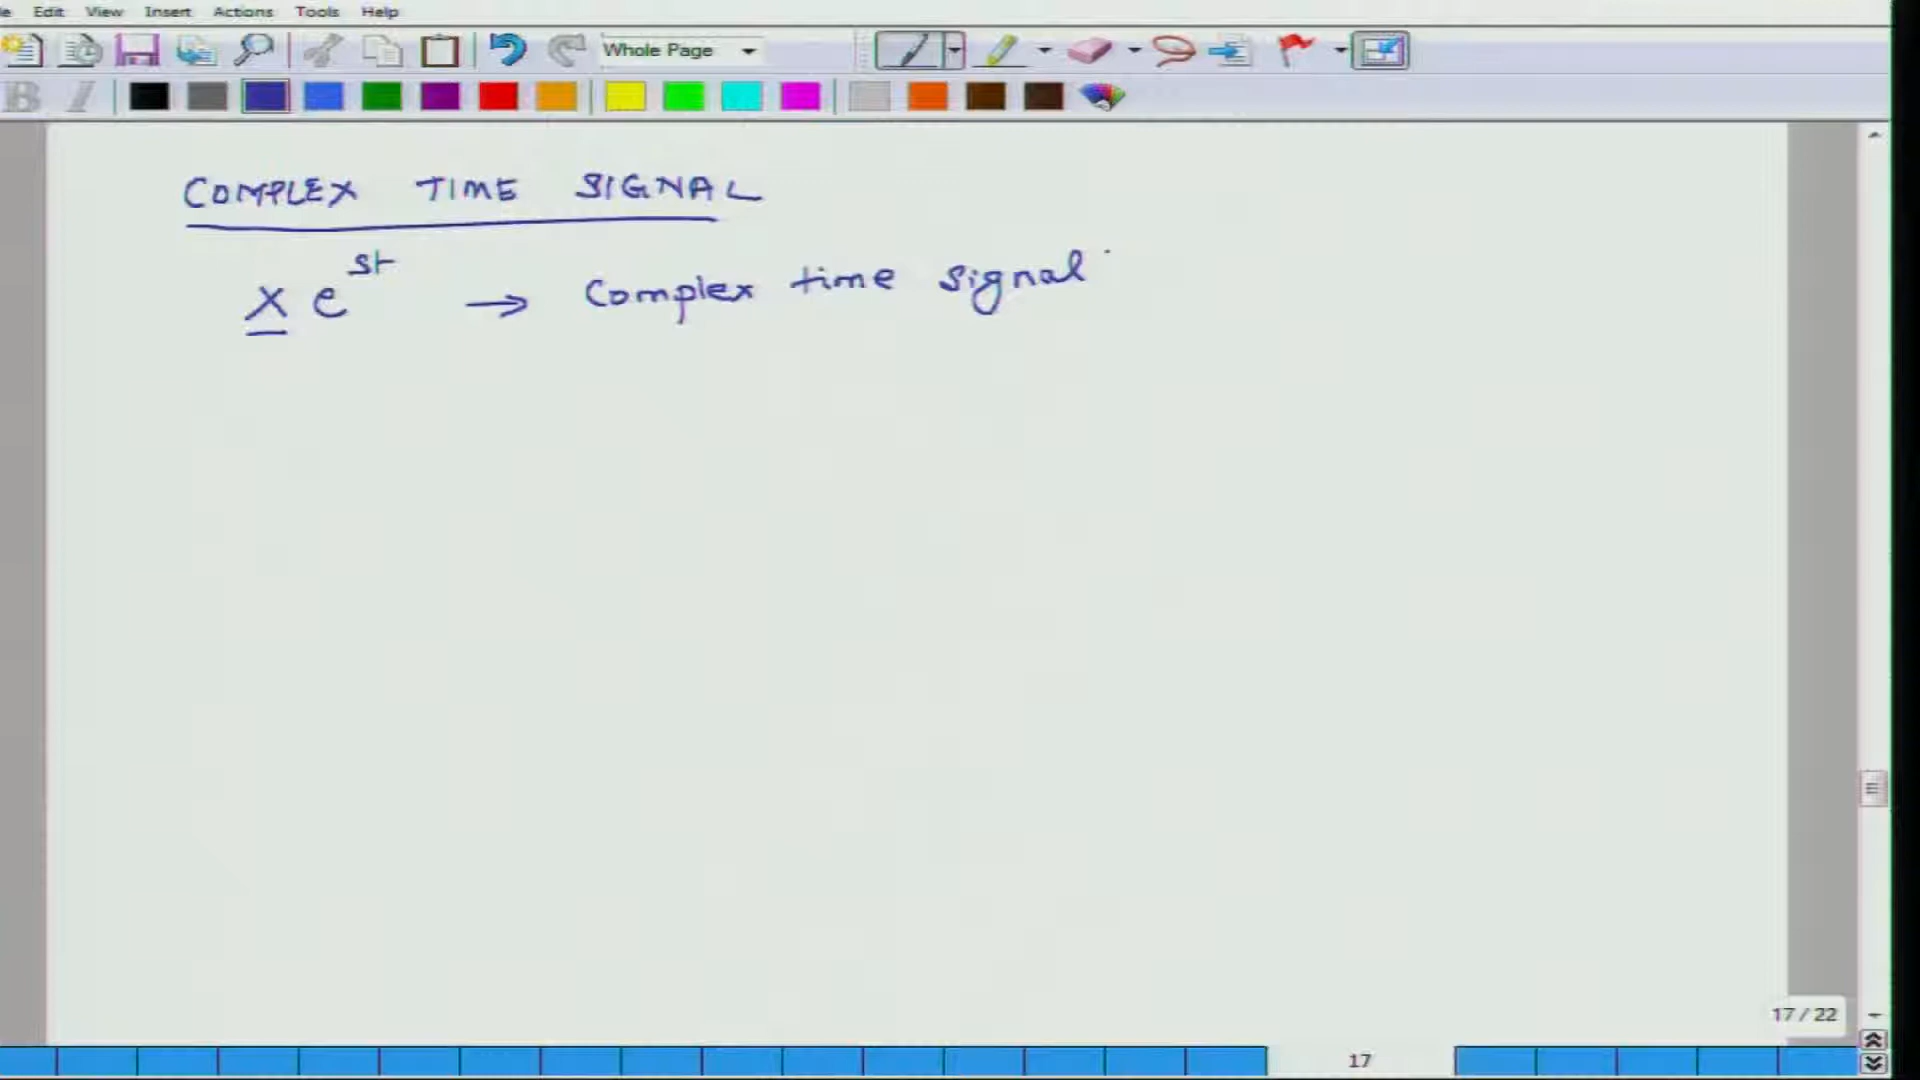 Edit View Insert Actions Tools Help
Whole Page
B I
COMPLEX TIME SIGNAL
X e^st → Complex time signal
17 / 22
17